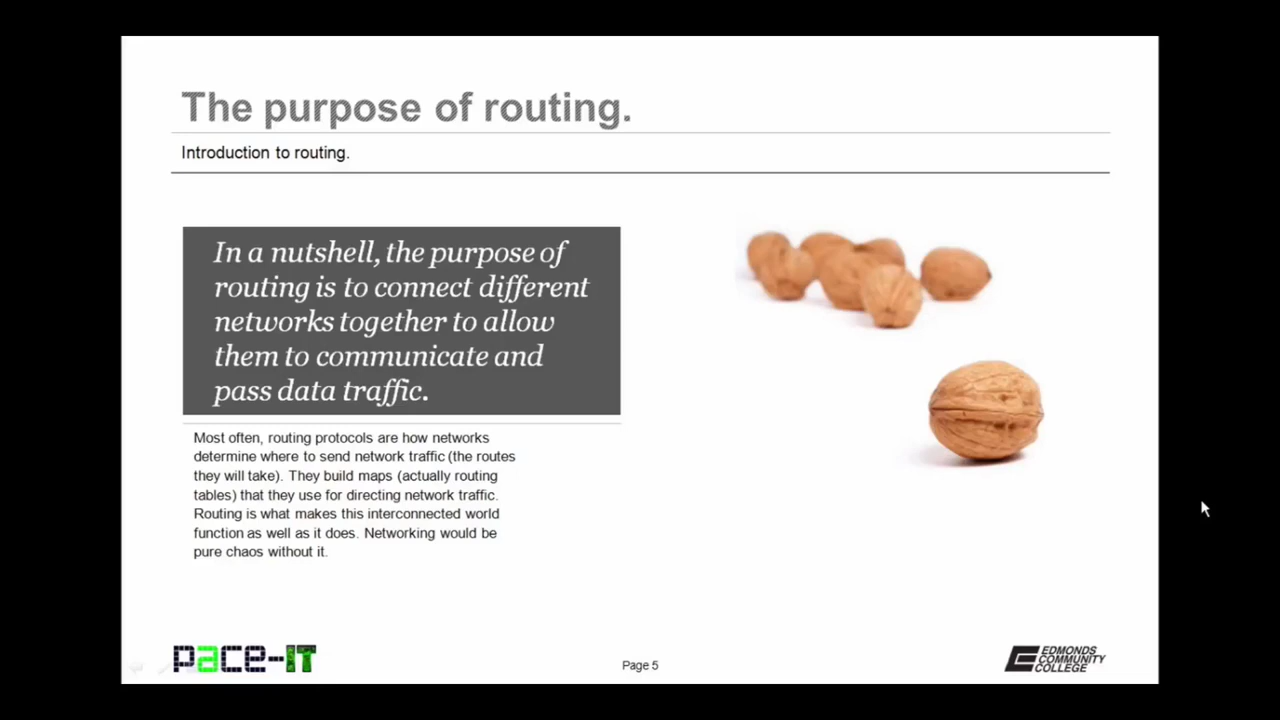 The purpose of routing.
Introduction to routing.
In a nutshell, the purpose of
routing is to connect different
networks together to allow
them to communicate and
pass data traffic.
Most often, routing protocols are how networks
determine where to send network traffic (the routes
they will take). They build maps (actually routing
tables) that they use for directing network traffic.
Routing is what makes this interconnected world
function as well as it does. Networking would be
pure chaos without it.
pace-IT
Page 5
EDMONDS
COMMUNITY
COLLEGE